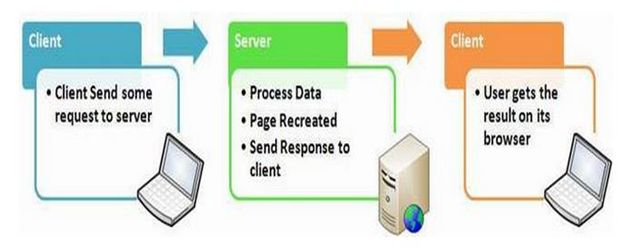 Client
• Client Send some
request to server
Server
• Process Data
• Page Recreated
• Send Response to
client
Client
• User gets the
result on its
browser